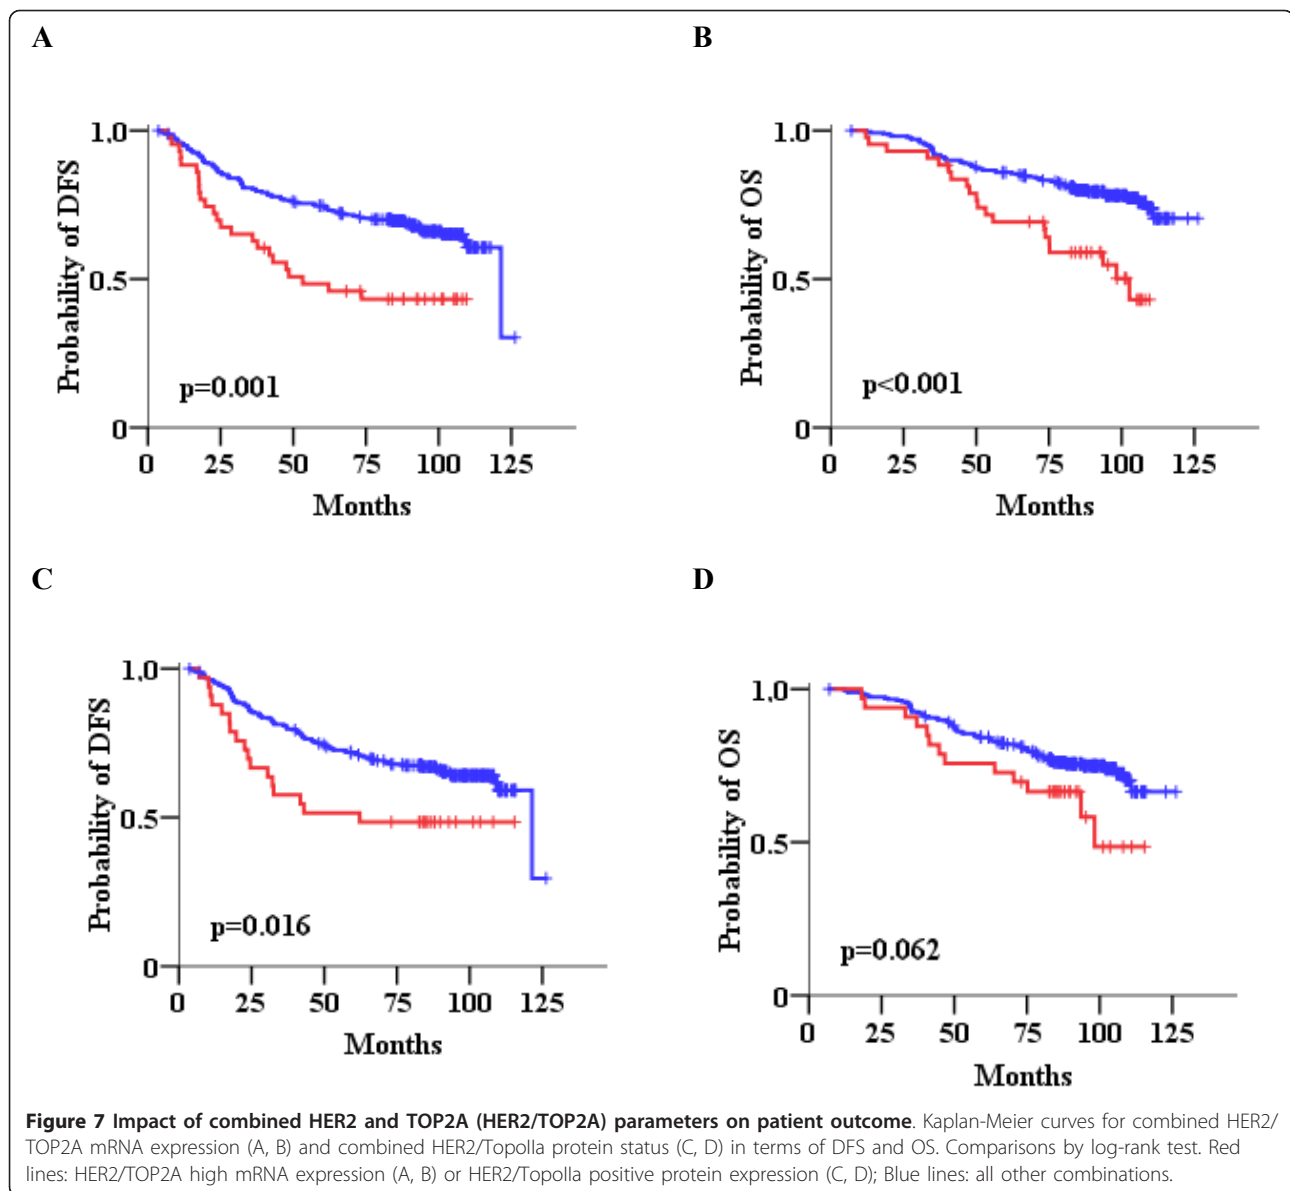 A
B
1,0
0.5
0
Probability of DFS
p=0.001
0 25 50 75 100 125
Months
1.0
0.5
0
Probability of OS
p<0.001
0 25 50 75 100 125
Months
C
D
1,0
0.5
0
Probability of DFS
p=0.016
0 25 50 75 100 125
Months
1,0
0.5
0
Probability of OS
p=0.062
0 25 50 75 100 125
Months
Figure 7 Impact of combined HER2 and TOP2A (HER2/TOP2A) parameters on patient outcome. Kaplan-Meier curves for combined HER2/
TOP2A mRNA expression (A, B) and combined HER2/TopoIIa protein status (C, D) in terms of DFS and OS. Comparisons by log-rank test. Red
lines: HER2/TOP2A high mRNA expression (A, B) or HER2/TopoIIa positive protein expression (C, D); Blue lines: all other combinations.